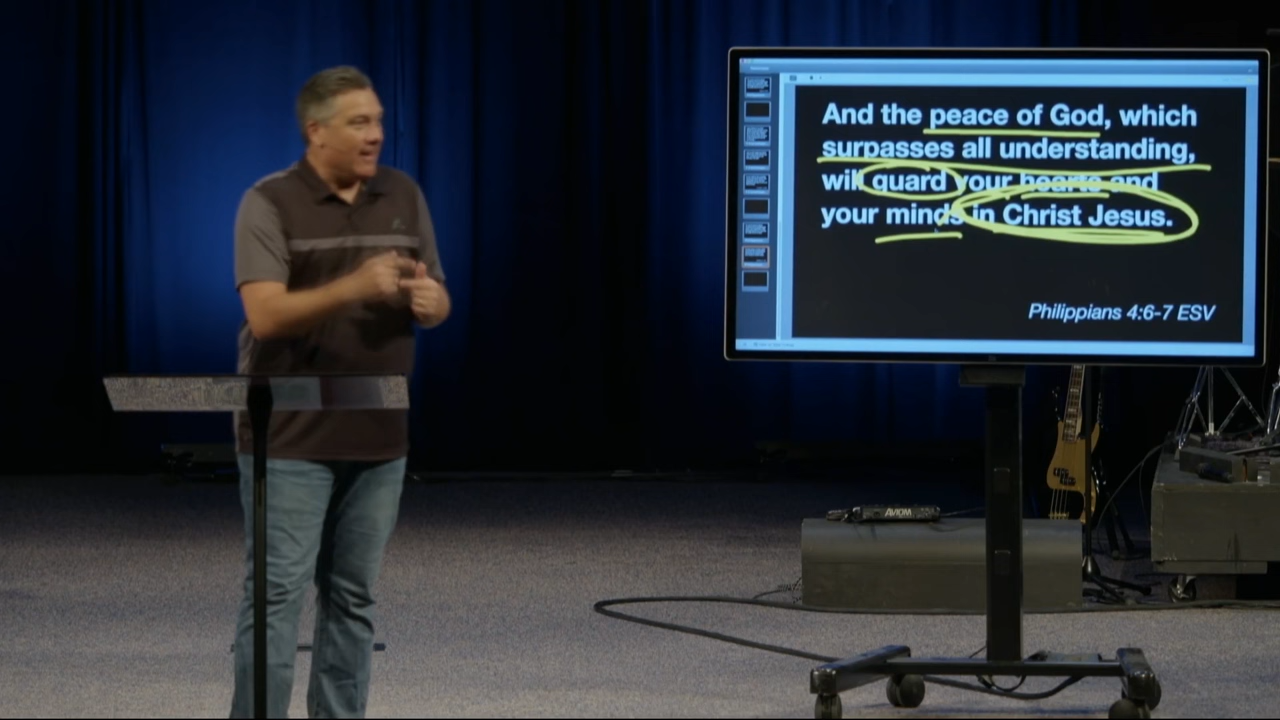 And the peace of God, which
surpasses all understanding,
will guard your hearts and
your minds in Christ Jesus.
Philippians 4:6-7 ESV
AVIOM